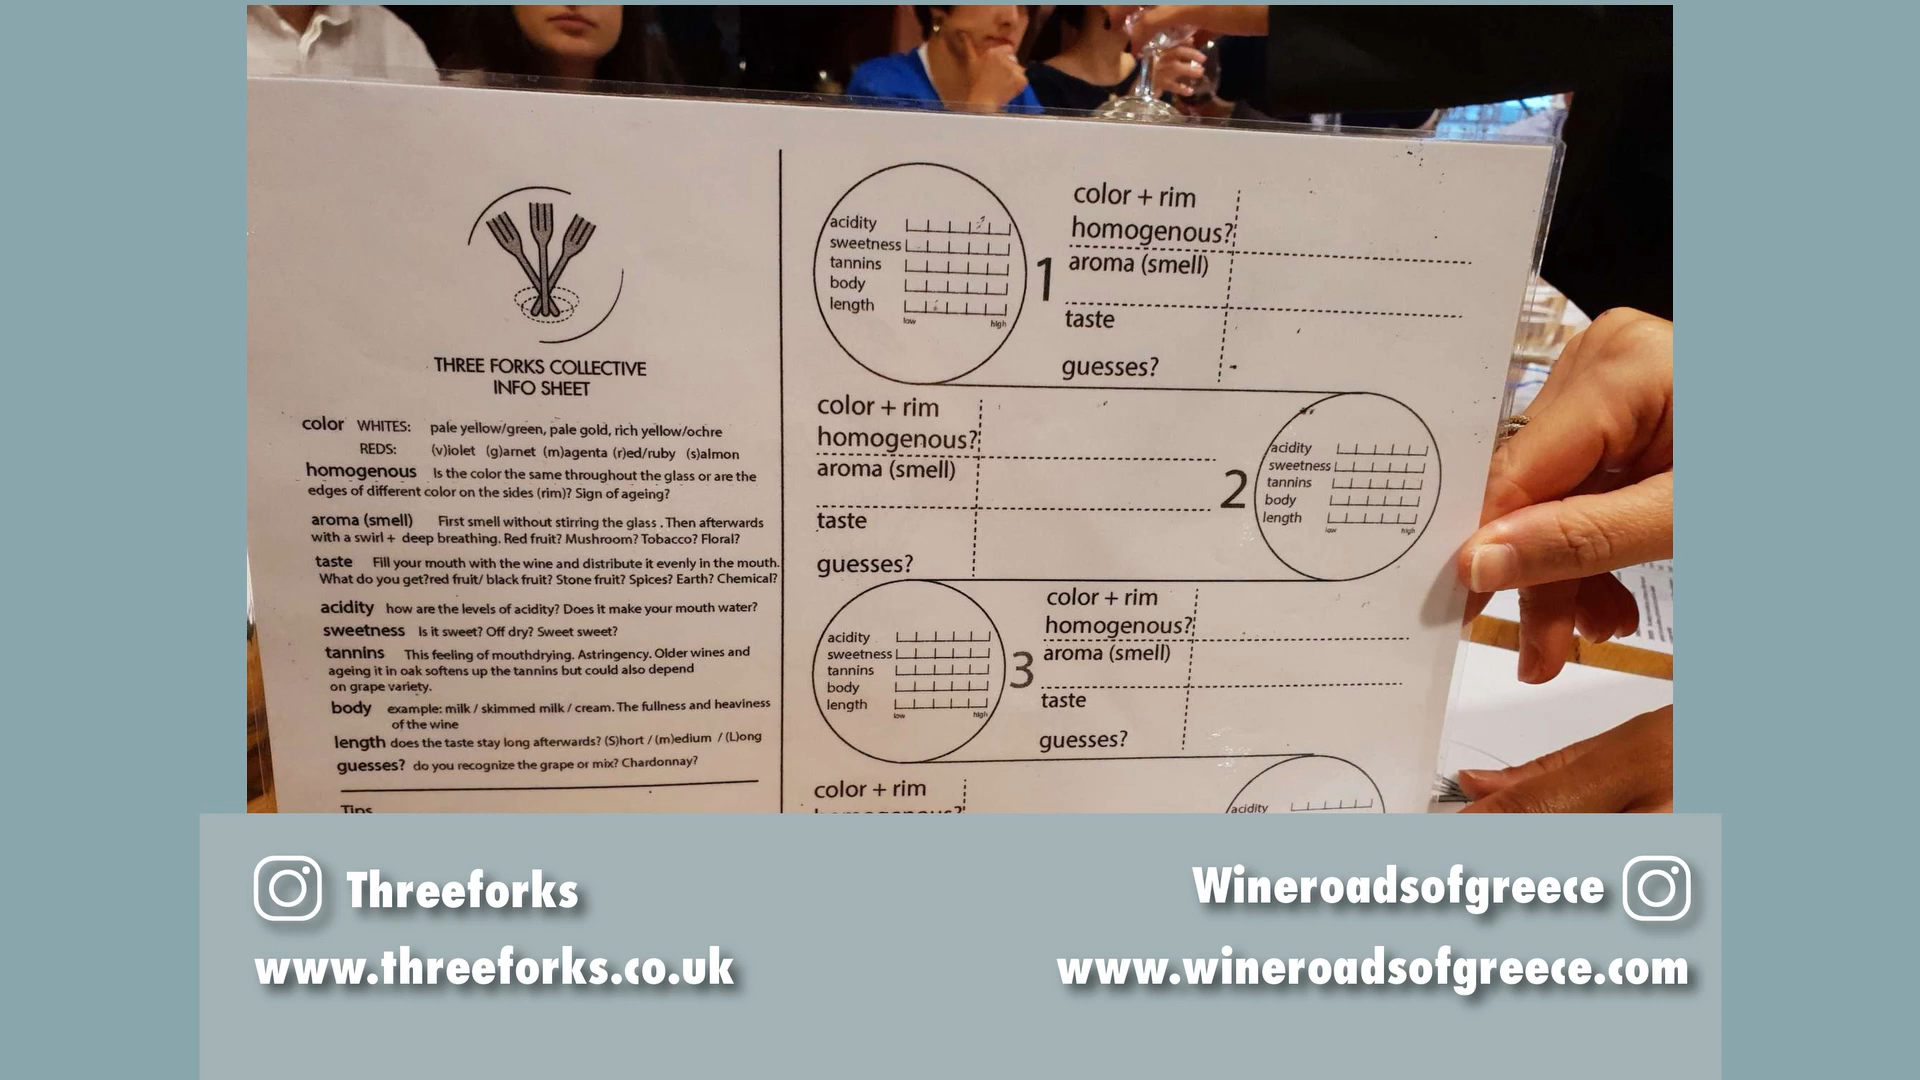 THREE FORKS COLLECTIVE
INFO SHEET
color WHITES: pale yellow/green, pale gold, rich yellow/ochre
REDS: (v)iolet (g)arnet (m)agenta (r)ed/ruby (s)almon
homogenous Is the color the same throughout the glass or are the
edges of different color on the sides (rim)? Sign of ageing?
aroma (smell) First smell without stirring the glass . Then afterwards
with a swirl + deep breathing. Red fruit? Mushroom? Tobacco? Floral?
taste Fill your mouth with the wine and distribute it evenly in the mouth.
What do you get?red fruit/ black fruit? Stone fruit? Spices? Earth? Chemical?
acidity how are the levels of acidity? Does it make your mouth water?
sweetness Is it sweet? Off dry? Sweet sweet?
tannins This feeling of mouthdrying. Astringency. Older wines and
ageing it in oak softens up the tannins but could also depend
on grape variety.
body example: milk / skimmed milk / cream. The fullness and heaviness
of the wine
length does the taste stay long afterwards? (S)hort / (m)edium / (L)ong
guesses? do you recognize the grape or mix? Chardonnay?
Tips
acidity
sweetness
tannins
body
length
low high
1
color + rim
homogenous?
aroma (smell)
taste
guesses?
color + rim
homogenous?
aroma (smell)
taste
guesses?
2
acidity
sweetness
tannins
body
length
low high
acidity
sweetness
tannins
body
length
low high
3
color + rim
homogenous?
aroma (smell)
taste
guesses?
color + rim
homogenous?
acidity
Threeforks
www.threeforks.co.uk
Wineroadsofgreece
www.wineroadsofgreece.com